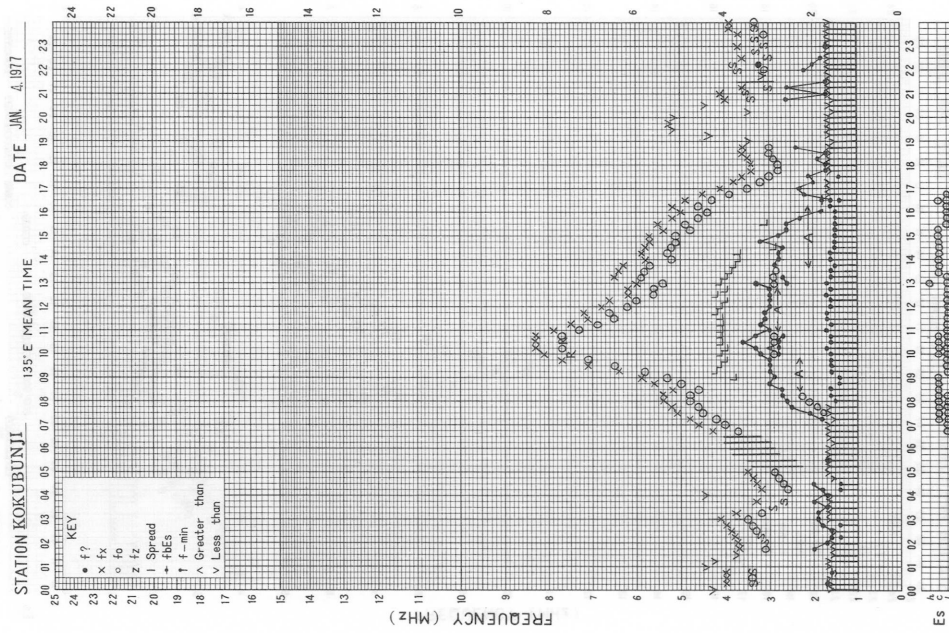 STATION KOKUBUNJI
135°E MEAN TIME
DATE JAN. 4.1977
KEY
f?
x fx
o fo
z fz
| Spread
fbEs
f-min
^ Greater than
v Less than
FREQUENCY (MHz)
25
24
23
22
21
20
19
18
17
16
15
14
13
12
11
10
9
8
7
6
5
4
3
2
1
0
24
22
20
18
16
14
12
10
8
6
4
2
0
00 01 02 03 04 05 06 07 08 09 10 11 12 13 14 15 16 17 18 19 20 21 22 23
Es